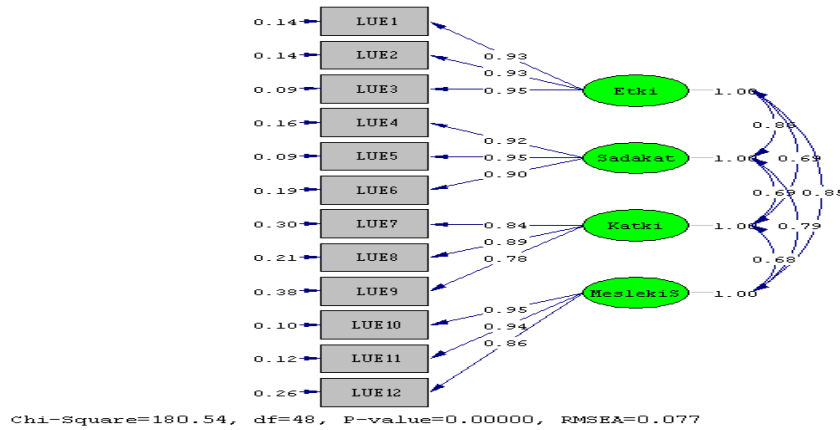 0.14 LUE1
0.93
0.14 LUE2
0.93
0.09 LUE3 0.95 Etki 1.00
0.16 LUE4 0.92 0.86
0.09 LUE5 0.95 Sadakat 1.00 0.69
0.19 LUE6 0.90 0.69 0.85
0.30 LUE7 0.84 Katki 1.00 0.79
0.89
0.21 LUE8 0.68
0.78
0.38 LUE9 MeslekiS 1.00
0.10 LUE10 0.95
0.94
0.12 LUE11
0.86
0.26 LUE12
Chi-Square=180.54, df=48, P-value=0.00000, RMSEA=0.077